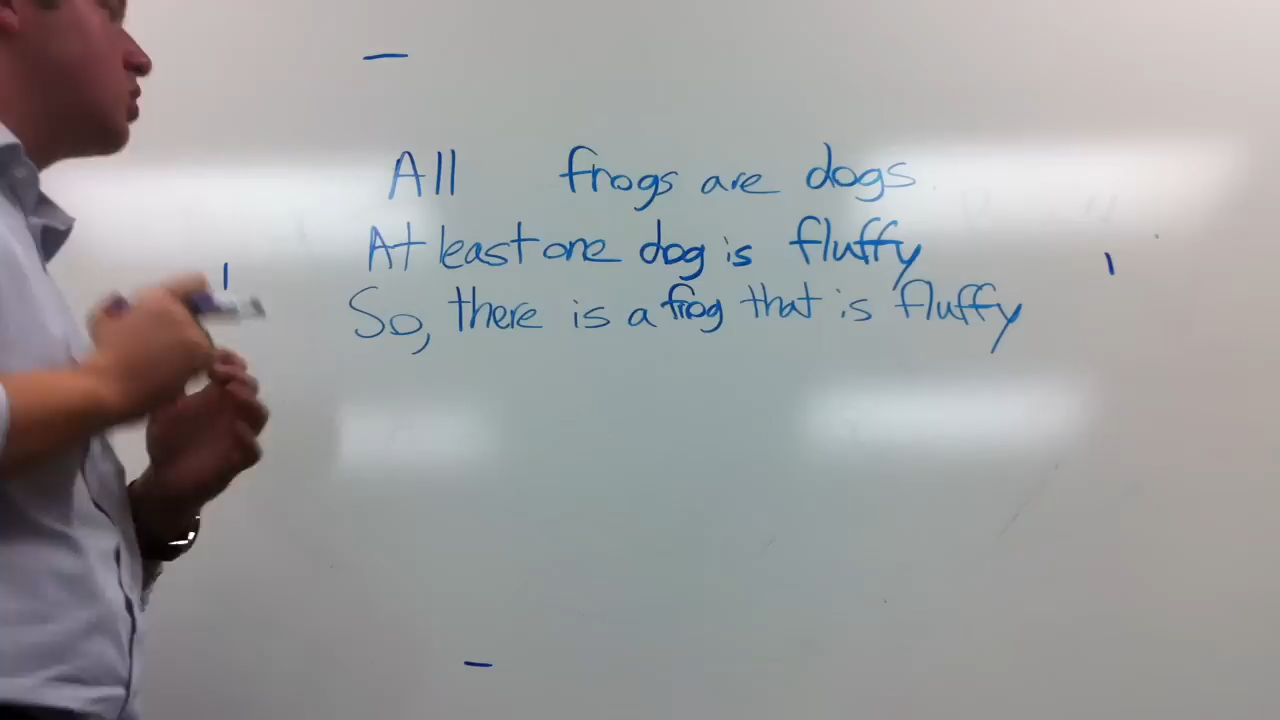 All frogs are dogs
At least one dog is fluffy
So, there is a frog that is fluffy